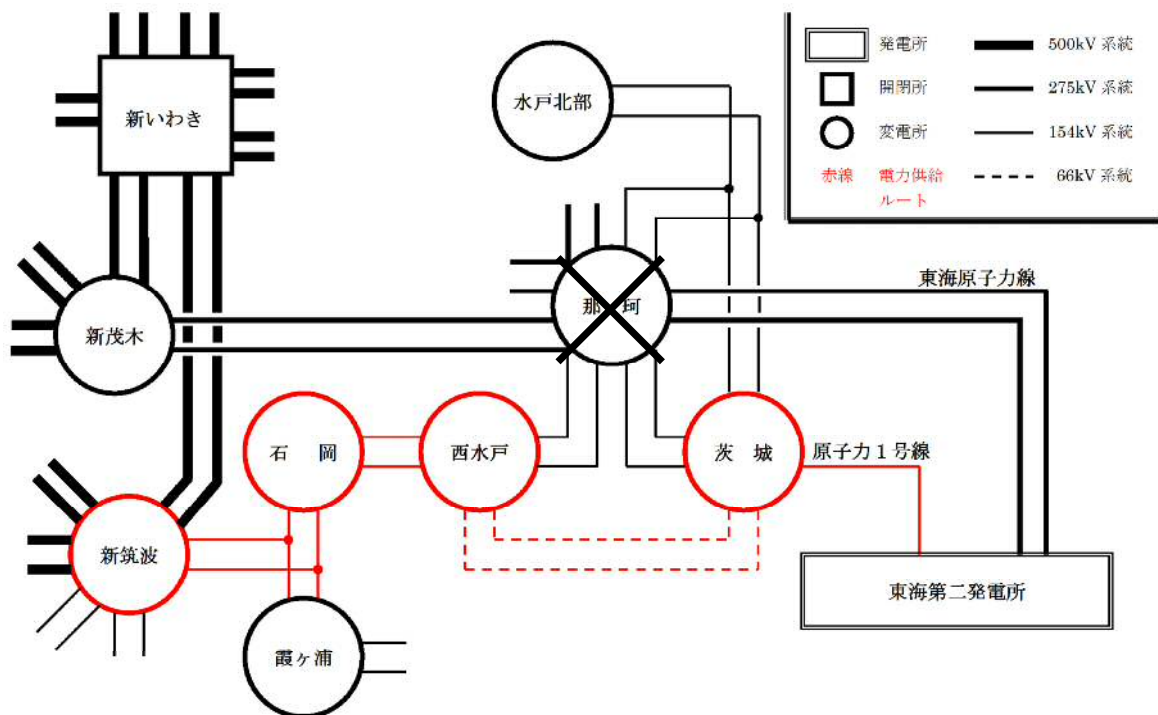 新いわき
水戸北部
発電所
500kV 系統
開閉所
275kV 系統
変電所
154kV 系統
赤線
電力供給
ルート
66kV 系統
那 珂
東海原子力線
新茂木
石 岡
西水戸
茨 城
原子力1号線
新筑波
東海第二発電所
霞ヶ浦